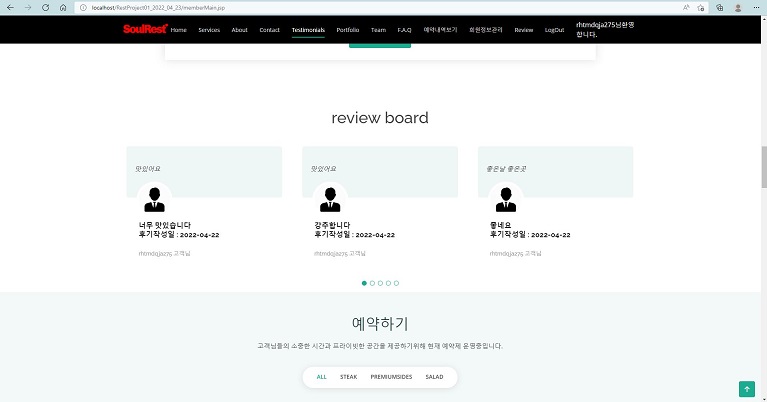 localhost/RestProject01_2022_04_23/memberMain.jsp
SoulRest
Home
Services
About
Contact
Testimonials
Portfolio
Team
F.A.Q
예약내역보기
회원정보관리
Review
LogOut
rhtmdqja275님환영
합니다.
review board
맛있어요
맛있어요
좋은날 좋은곳
너무 맛있습니다
후기작성일 : 2022-04-22
rhtmdqja275 고객님
강추합니다
후기작성일 : 2022-04-22
rhtmdqja275 고객님
좋네요
후기작성일 : 2022-04-22
rhtmdqja275 고객님
예약하기
고객님들의 소중한 시간과 프라이빗한 공간을 제공하기위해 현재 예약제 운영중입니다.
ALL
STEAK
PREMIUMSIDES
SALAD